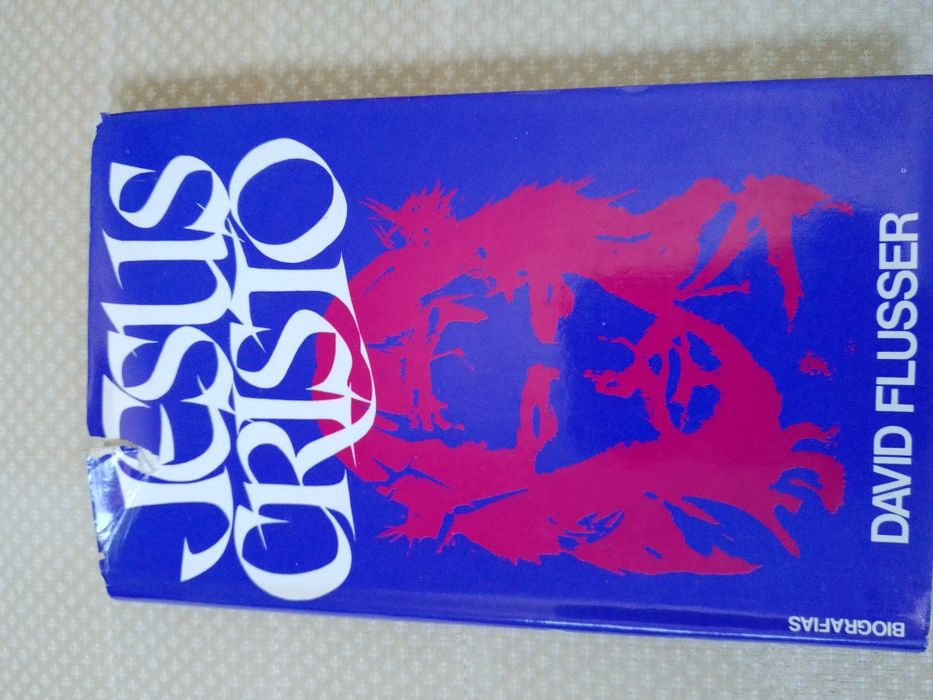 JESUS
CRISTO
DAVID FLUSSER
BIOGRAFIAS